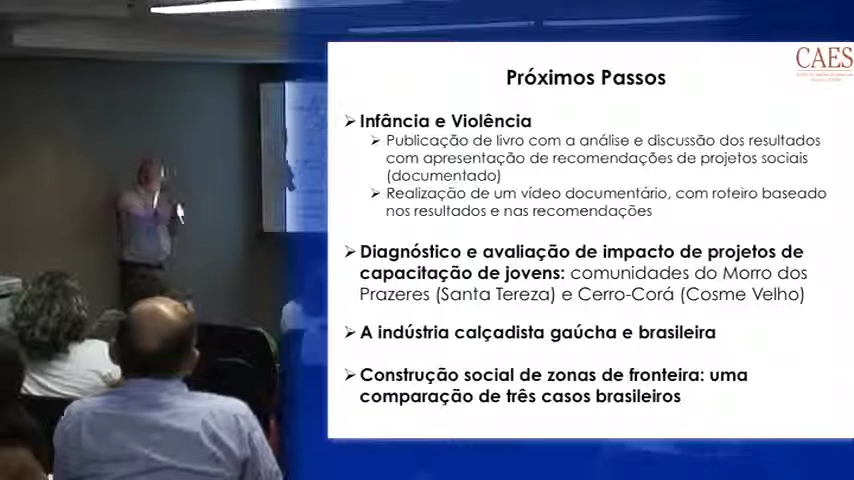 CAES
Próximos Passos
➢ Infância e Violência
➢ Publicação de livro com a análise e discussão dos resultados
com apresentação de recomendações de projetos sociais
(documentado)
➢ Realização de um vídeo documentário, com roteiro baseado
nos resultados e nas recomendações
➢ Diagnóstico e avaliação de impacto de projetos de
capacitação de jovens: comunidades do Morro dos
Prazeres (Santa Tereza) e Cerro-Corá (Cosme Velho)
➢ A indústria calçadista gaúcha e brasileira
➢ Construção social de zonas de fronteira: uma
comparação de três casos brasileiros